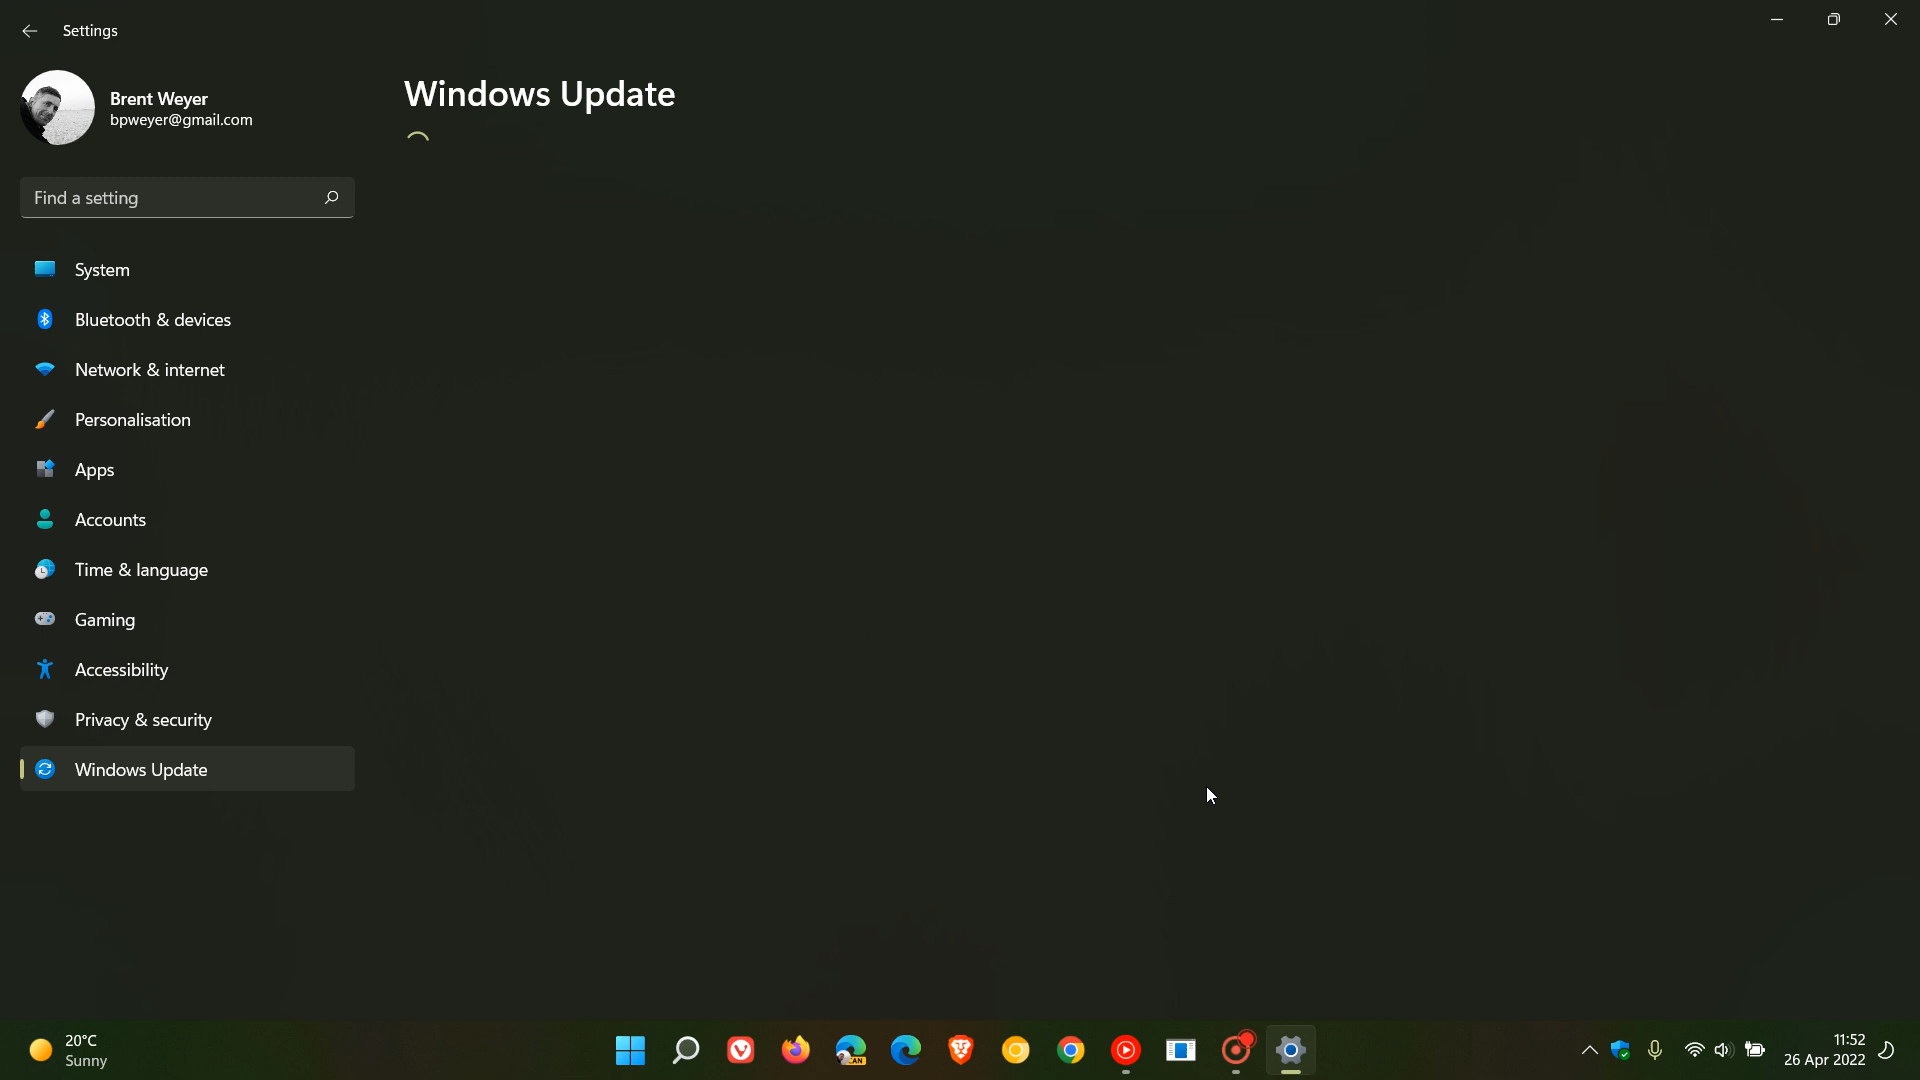 Settings
Brent Weyer
bpweyer@gmail.com
Windows Update
Find a setting
System
Bluetooth & devices
Network & internet
Personalisation
Apps
Accounts
Time & language
Gaming
Accessibility
Privacy & security
Windows Update
20°C
Sunny
CAN
11:52
26 Apr 2022